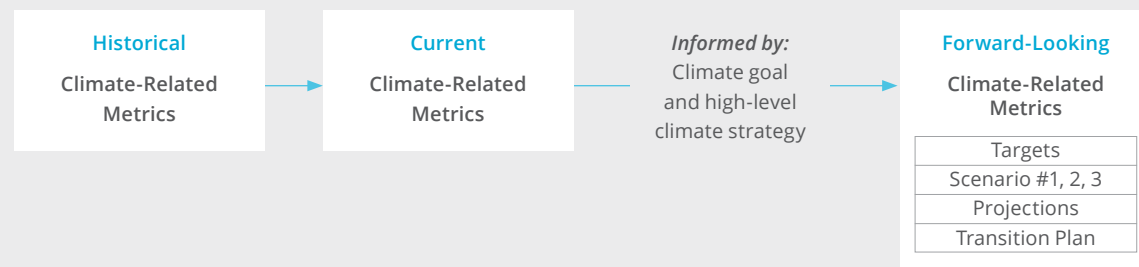 Historical
Climate-Related
Metrics
Current
Climate-Related
Metrics
Informed by:
Climate goal
and high-level
climate strategy
Forward-Looking
Climate-Related
Metrics
Targets
Scenario #1, 2, 3
Projections
Transition Plan